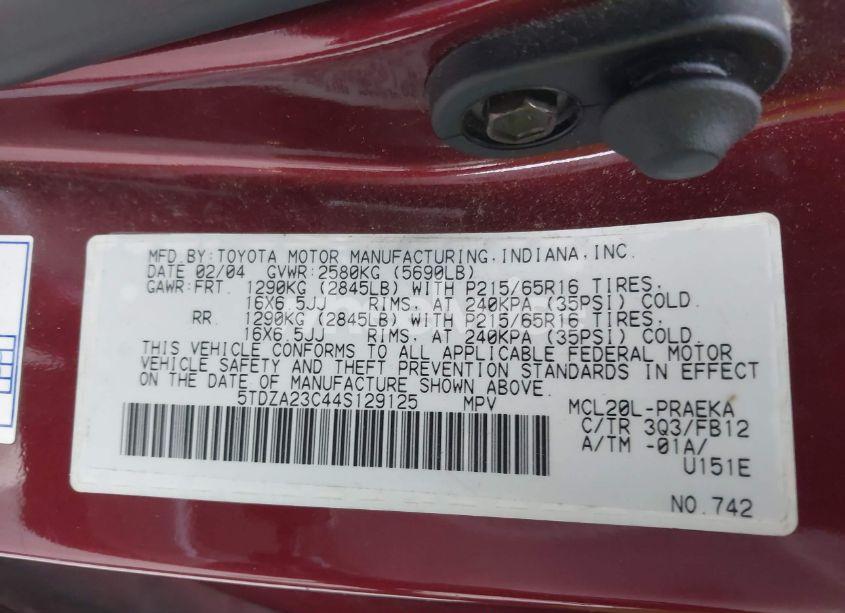 MFD.BY:TOYOTA MOTOR MANUFACTURING,INDIANA,INC.
DATE 02/04 GVWR:2580KG (5690LB)
GAWR:FRT. 1290KG (2845LB) WITH P215/65R16 TIRES,
16X6.5JJ RIMS, AT 240KPA (35PSI) COLD.
RR 1290KG (2845LB) WITH P215/65R16 TIRES,
16X6.5JJ RIMS, AT 240KPA (35PSI) COLD.
THIS VEHICLE CONFORMS TO ALL APPLICABLE FEDERAL MOTOR
VEHICLE SAFETY AND THEFT PREVENTION STANDARDS IN EFFECT
ON THE DATE OF MANUFACTURE SHOWN ABOVE.
5TDZA23C44S129125 MPV MCL20L-PRAEKA
C/TR 3Q3/FB12
A/TM -01A/
U151E
NO.742